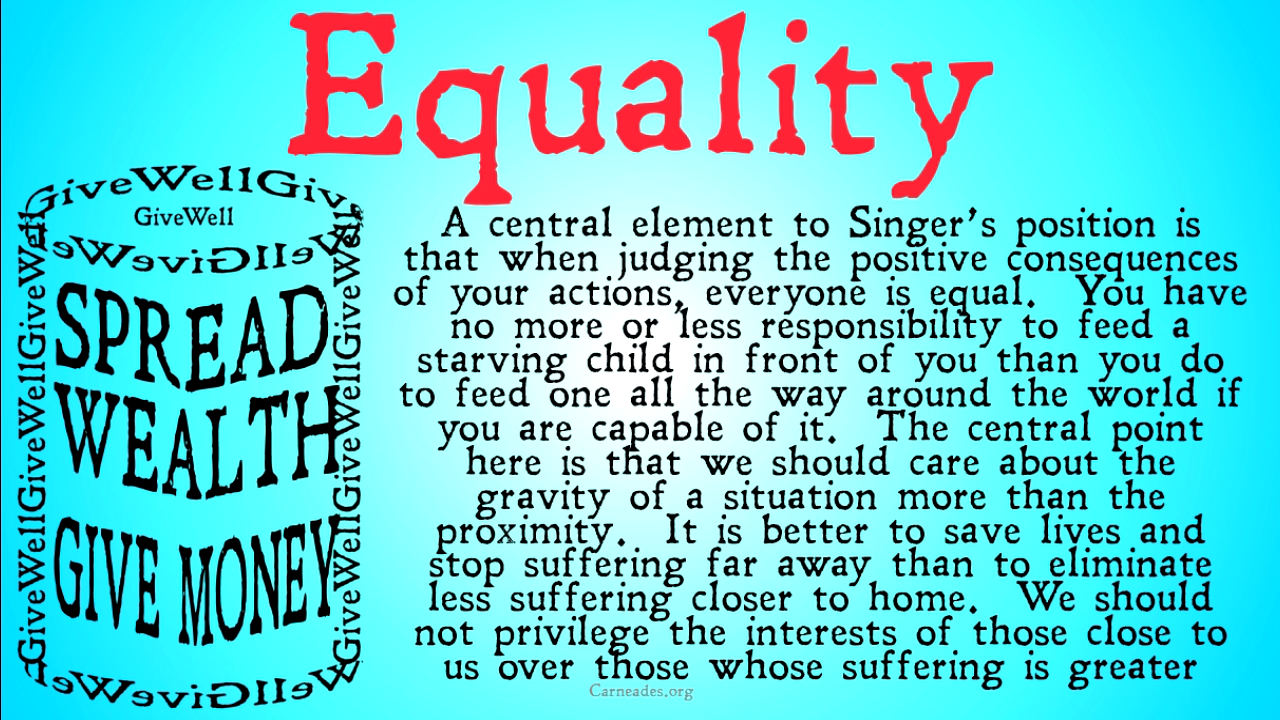 Equality
GiveWellGiv
GiveWell
GiveWell
SPREAD
WEALTH
GIVE MONEY
GiveWellGiveWellGiveWell
GiveWellGiveWellGiveWell
GiveWell
A central element to Singer's position is
that when judging the positive consequences
of your actions, everyone is equal. You have
no more or less responsibility to feed a
starving child in front of you than you do
to feed one all the way around the world if
you are capable of it. The central point
here is that we should care about the
gravity of a situation more than the
proximity. It is better to save lives and
stop suffering far away than to eliminate
less suffering closer to home. We should
not privilege the interests of those close to
us over those whose suffering is greater
Carneades.org